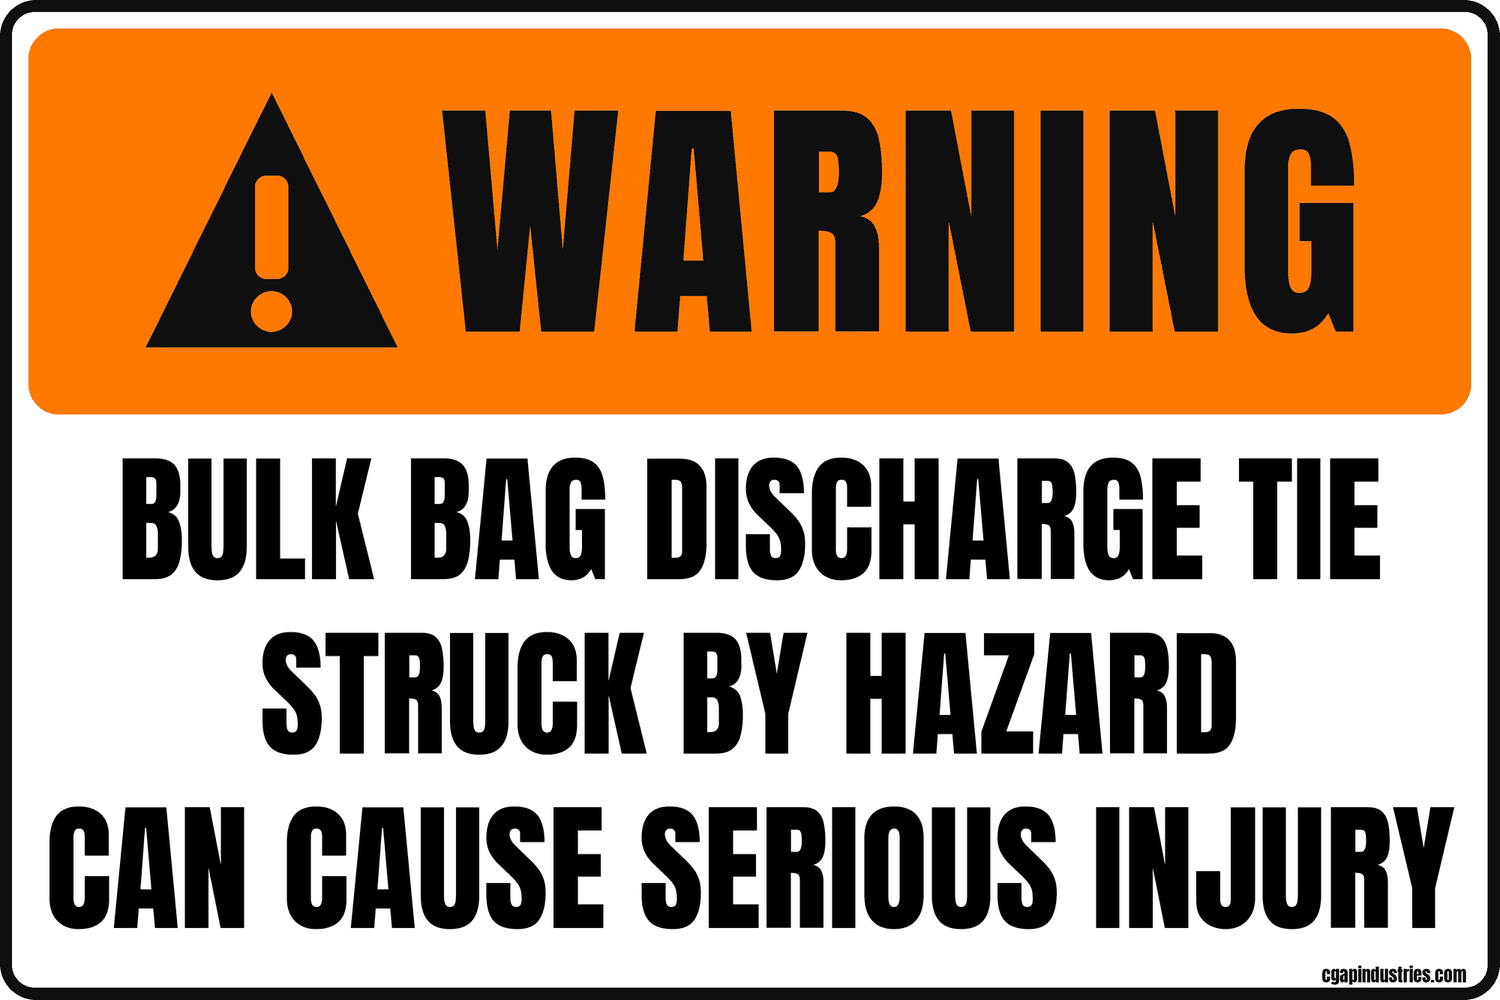 WARNING
BULK BAG DISCHARGE TIE
STRUCK BY HAZARD
CAN CAUSE SERIOUS INJURY
cgapindustries.com